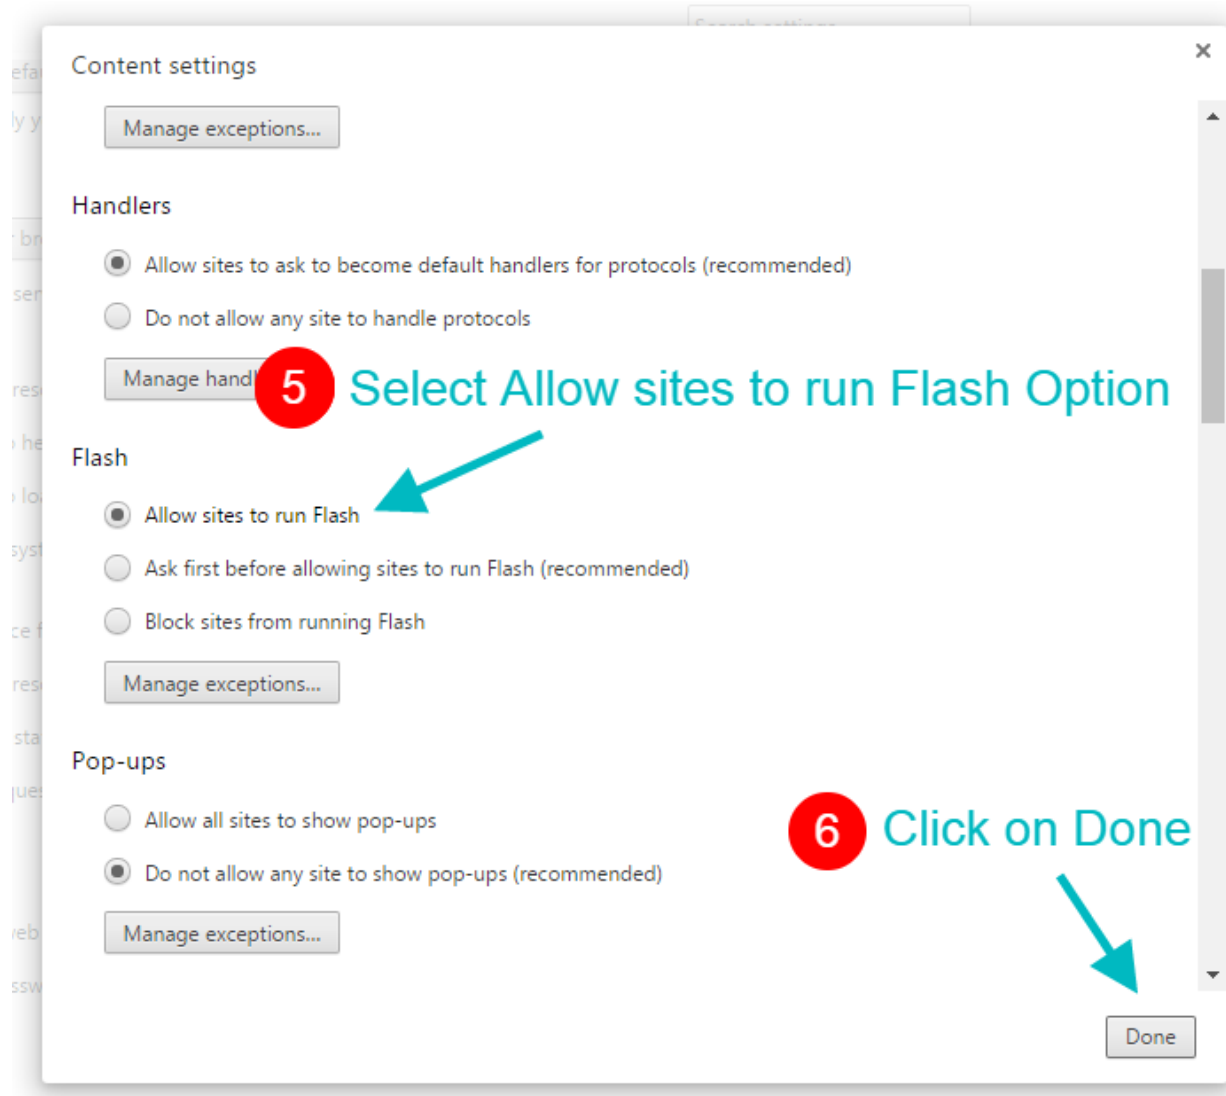 Search settings
Content settings
Manage exceptions...
Handlers
Allow sites to ask to become default handlers for protocols (recommended)
Do not allow any site to handle protocols
Manage handl
5 Select Allow sites to run Flash Option
Flash
Allow sites to run Flash
Ask first before allowing sites to run Flash (recommended)
Block sites from running Flash
Manage exceptions...
Pop-ups
Allow all sites to show pop-ups
6 Click on Done
Do not allow any site to show pop-ups (recommended)
Manage exceptions...
Done